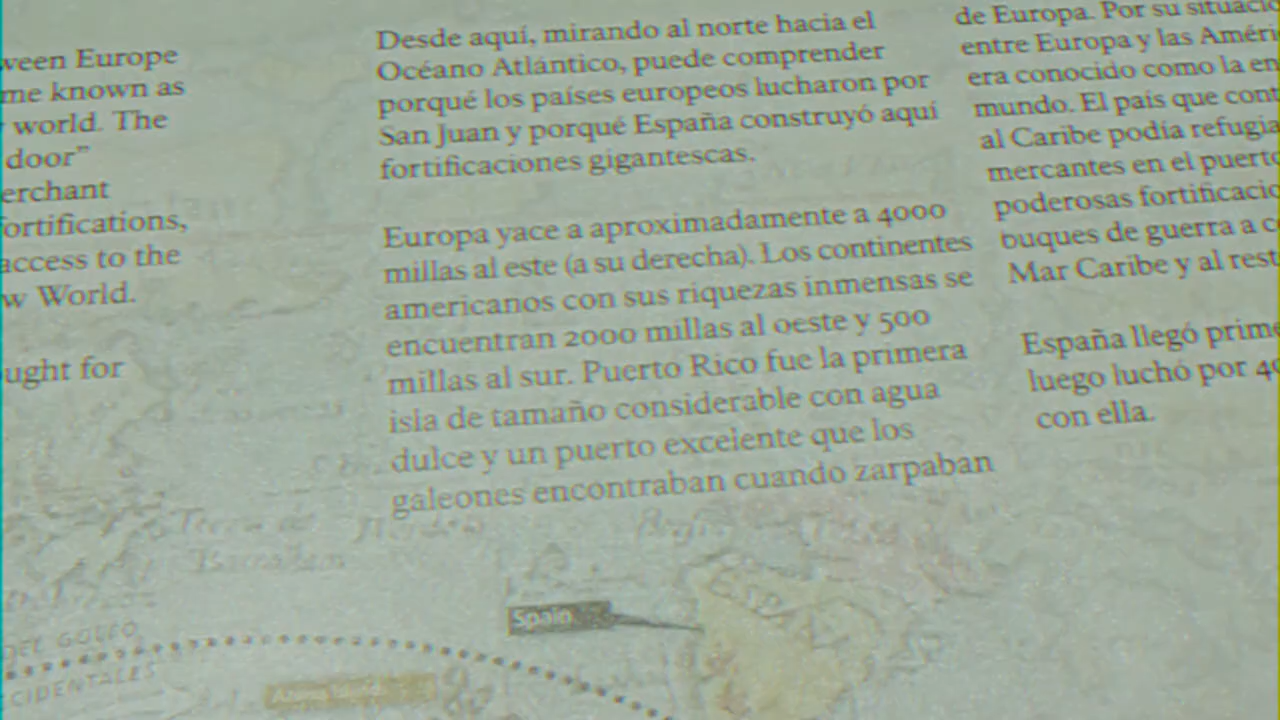 ween Europe
me known as
world. The
door”
erchant
ortifications,
access to the
w World.
ught for
Desde aquí, mirando al norte hacia el
Océano Atlántico, puede comprender
porqué los países europeos lucharon por
San Juan y porqué España construyó aquí
fortificaciones gigantescas.
Europa yace a aproximadamente a 4000
millas al este (a su derecha). Los continentes
americanos con sus riquezas inmensas se
encuentran 2000 millas al oeste y 500
millas al sur. Puerto Rico fue la primera
isla de tamaño considerable con agua
dulce y un puerto excelente que los
galeones encontraban cuando zarpaban
de Europa. Por su situació
entre Europa y las Améri
era conocido como la en
mundo. El país que cont
al Caribe podía refugia
mercantes en el puerto
poderosas fortificacio
buques de guerra a c
Mar Caribe y al rest
España llegó prime
luego luchó por 40
con ella.
Spain
ESPAÑA
DEL GOLFO
CIDENTALES